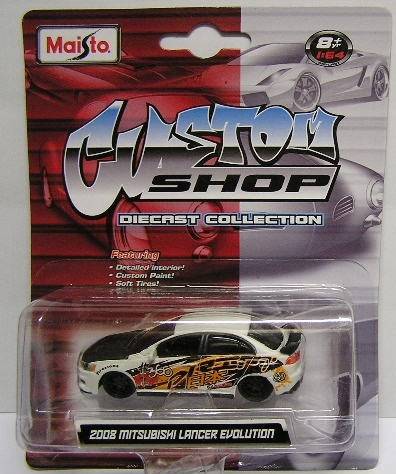 Maisto
8+ yr
1:64
CUSTOM
SHOP
DIECAST COLLECTION
Featuring
• Detailed Interior!
• Custom Paint!
• Soft Tires!
2008 MITSUBISHI LANCER EVOLUTION